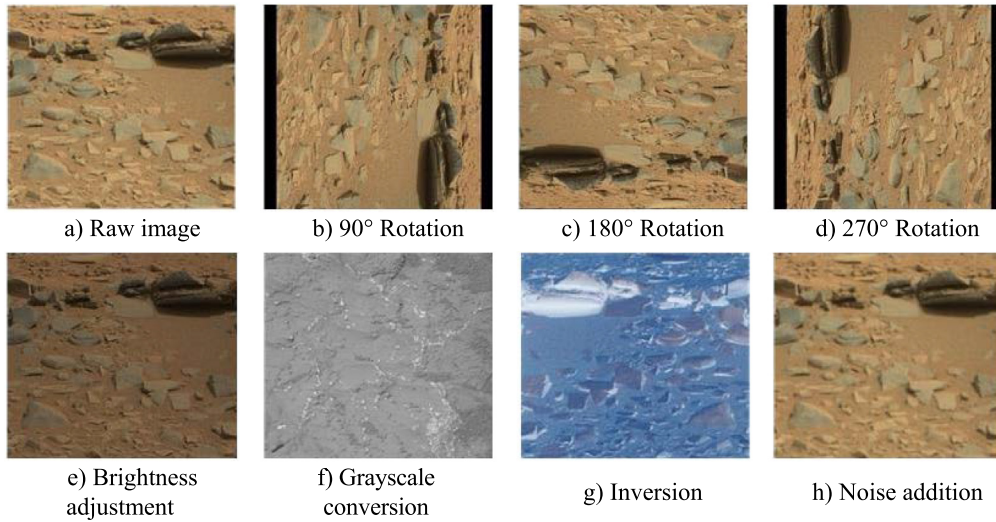 a) Raw image
b) 90° Rotation
c) 180° Rotation
d) 270° Rotation
e) Brightness
adjustment
f) Grayscale
conversion
g) Inversion
h) Noise addition